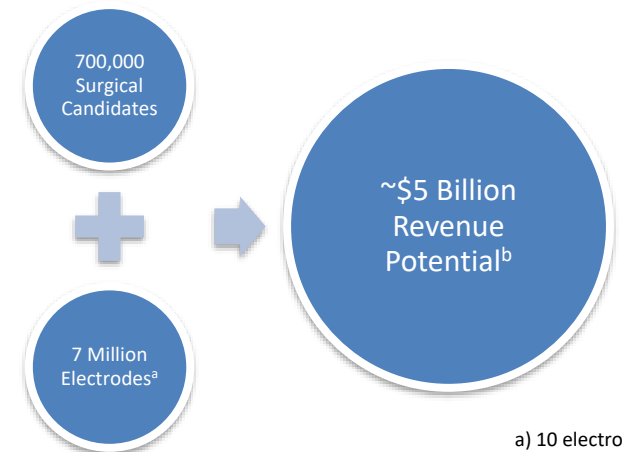 700,000
Surgical
Candidates
~$5 Billion
Revenue
Potentialᵇ
7 Million
Electrodesᵃ
a) 10 electro